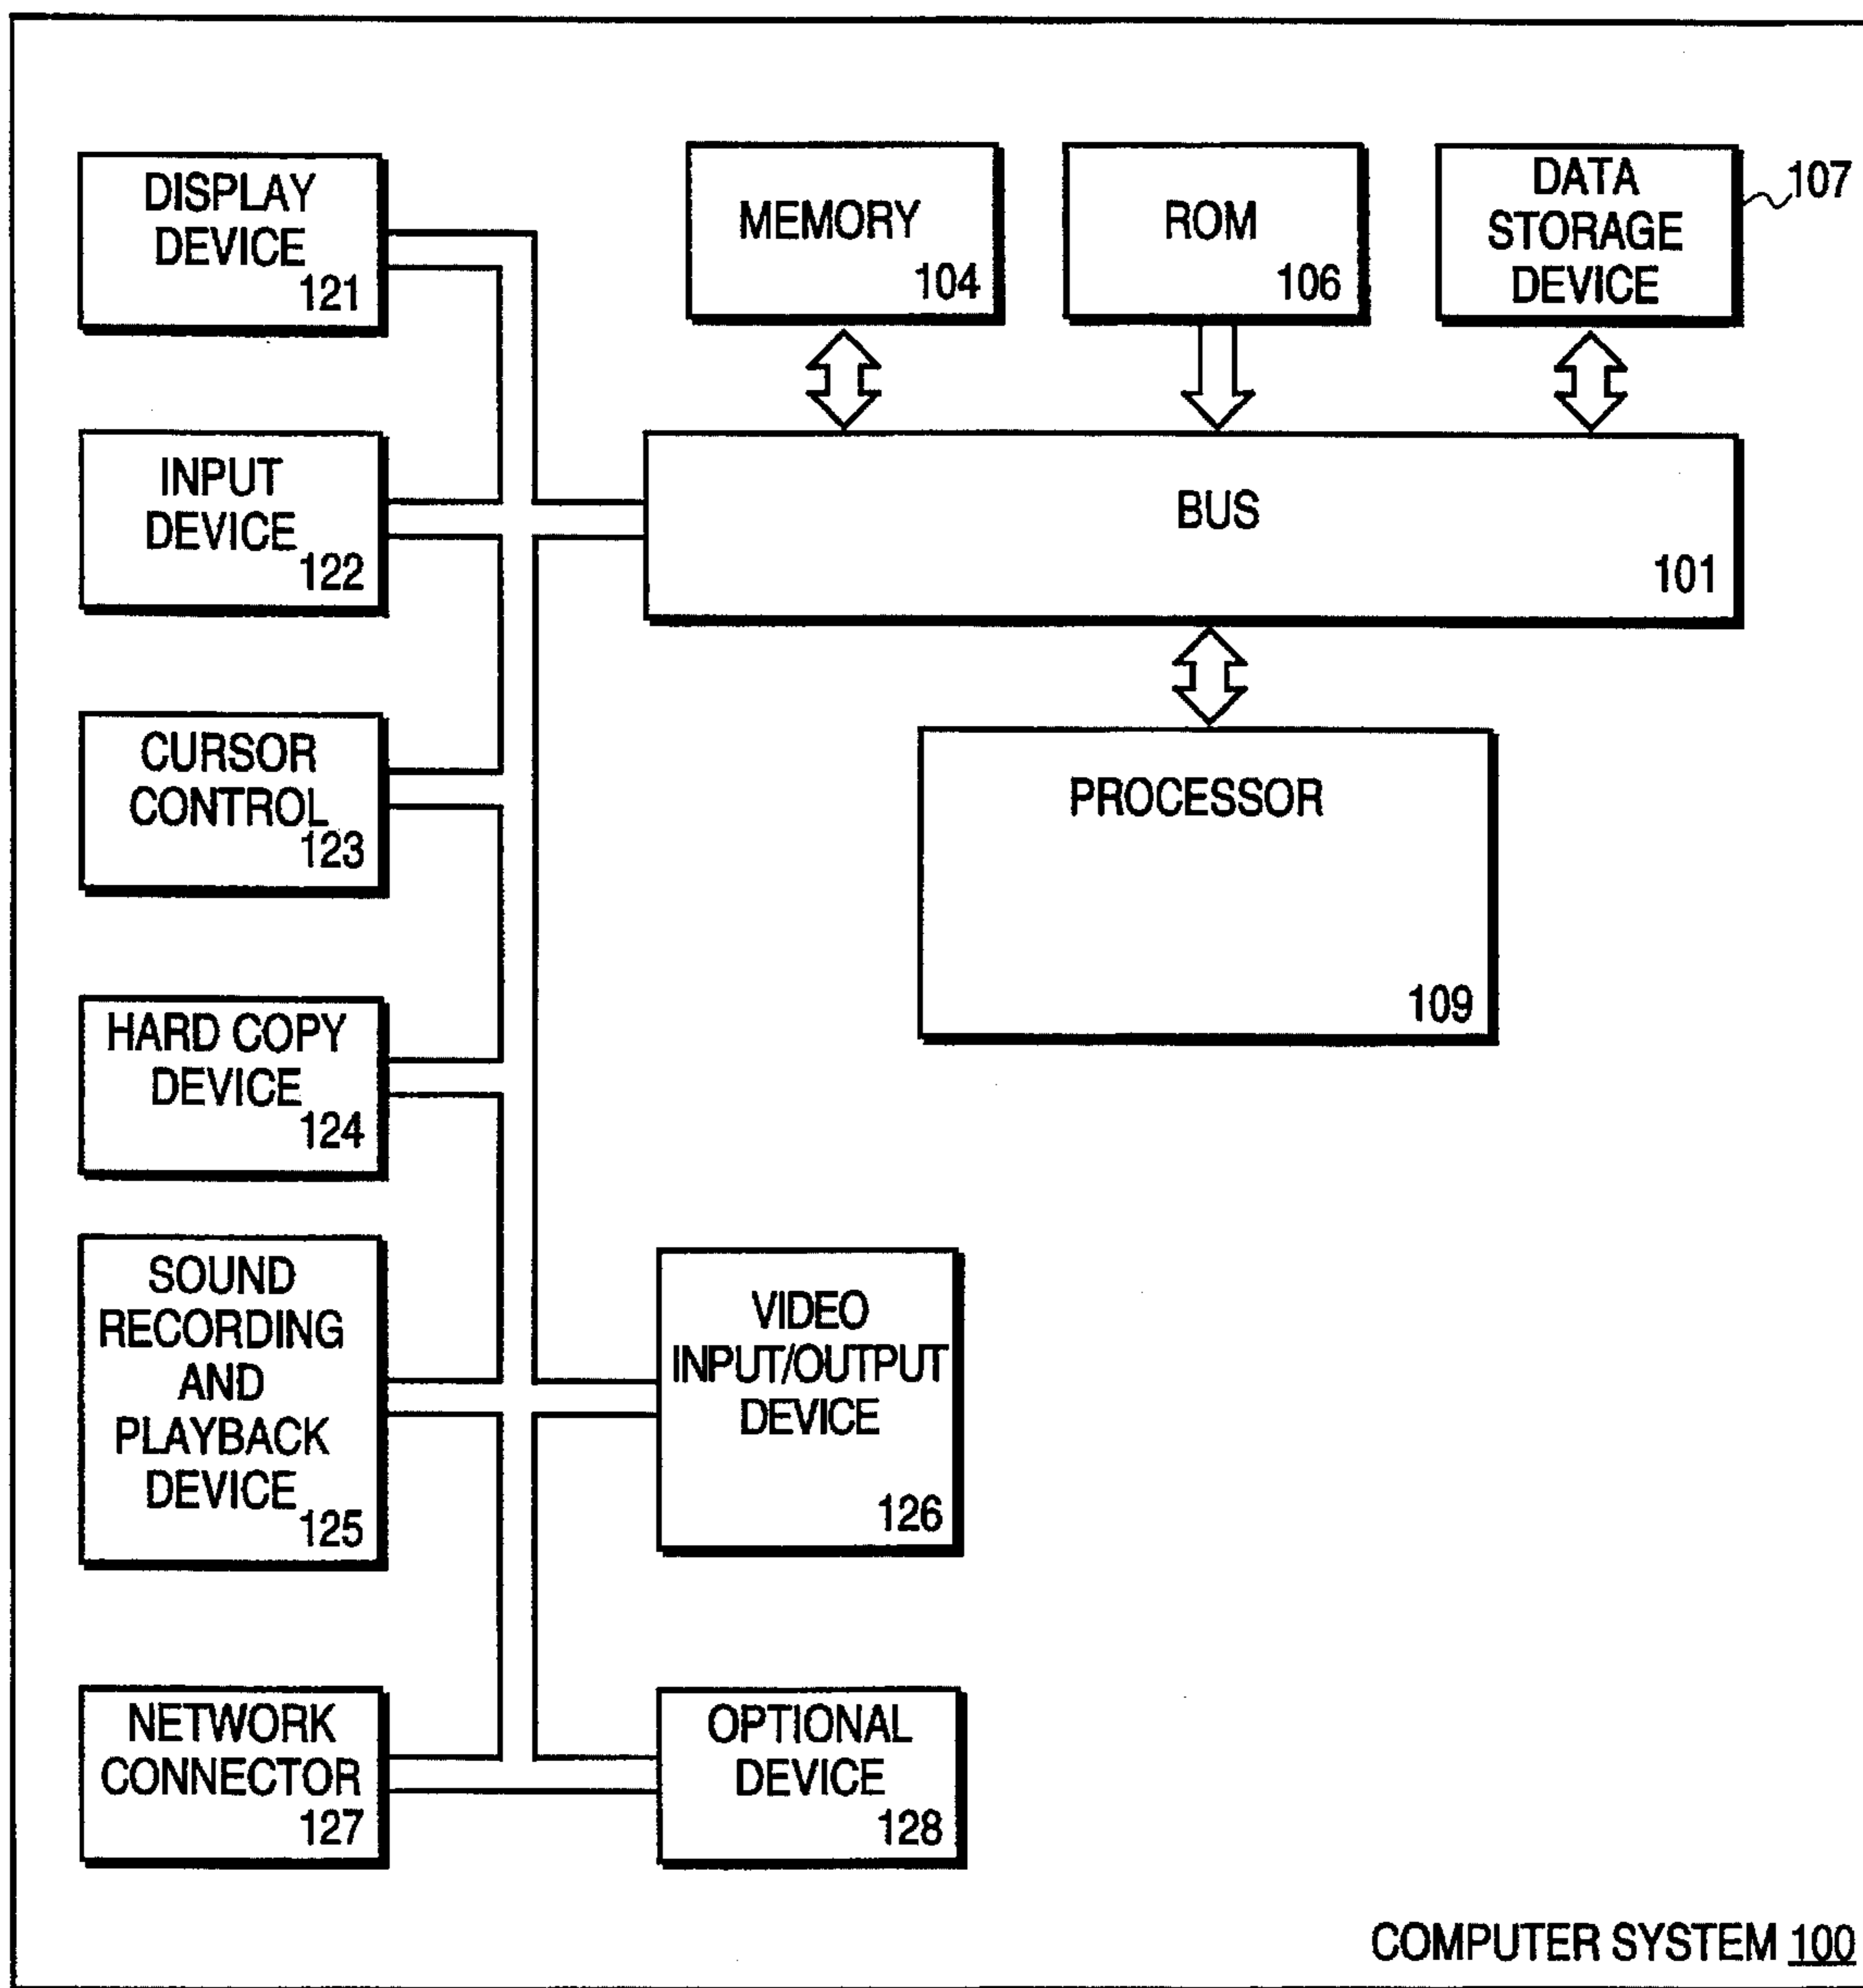 DISPLAY
DEVICE
121
MEMORY
104
ROM
106
DATA
STORAGE
DEVICE
107
INPUT
DEVICE
122
BUS
101
CURSOR
CONTROL
123
PROCESSOR
109
HARD COPY
DEVICE
124
SOUND
RECORDING
AND
PLAYBACK
DEVICE
125
VIDEO
INPUT/OUTPUT
DEVICE
126
NETWORK
CONNECTOR
127
OPTIONAL
DEVICE
128
COMPUTER SYSTEM 100